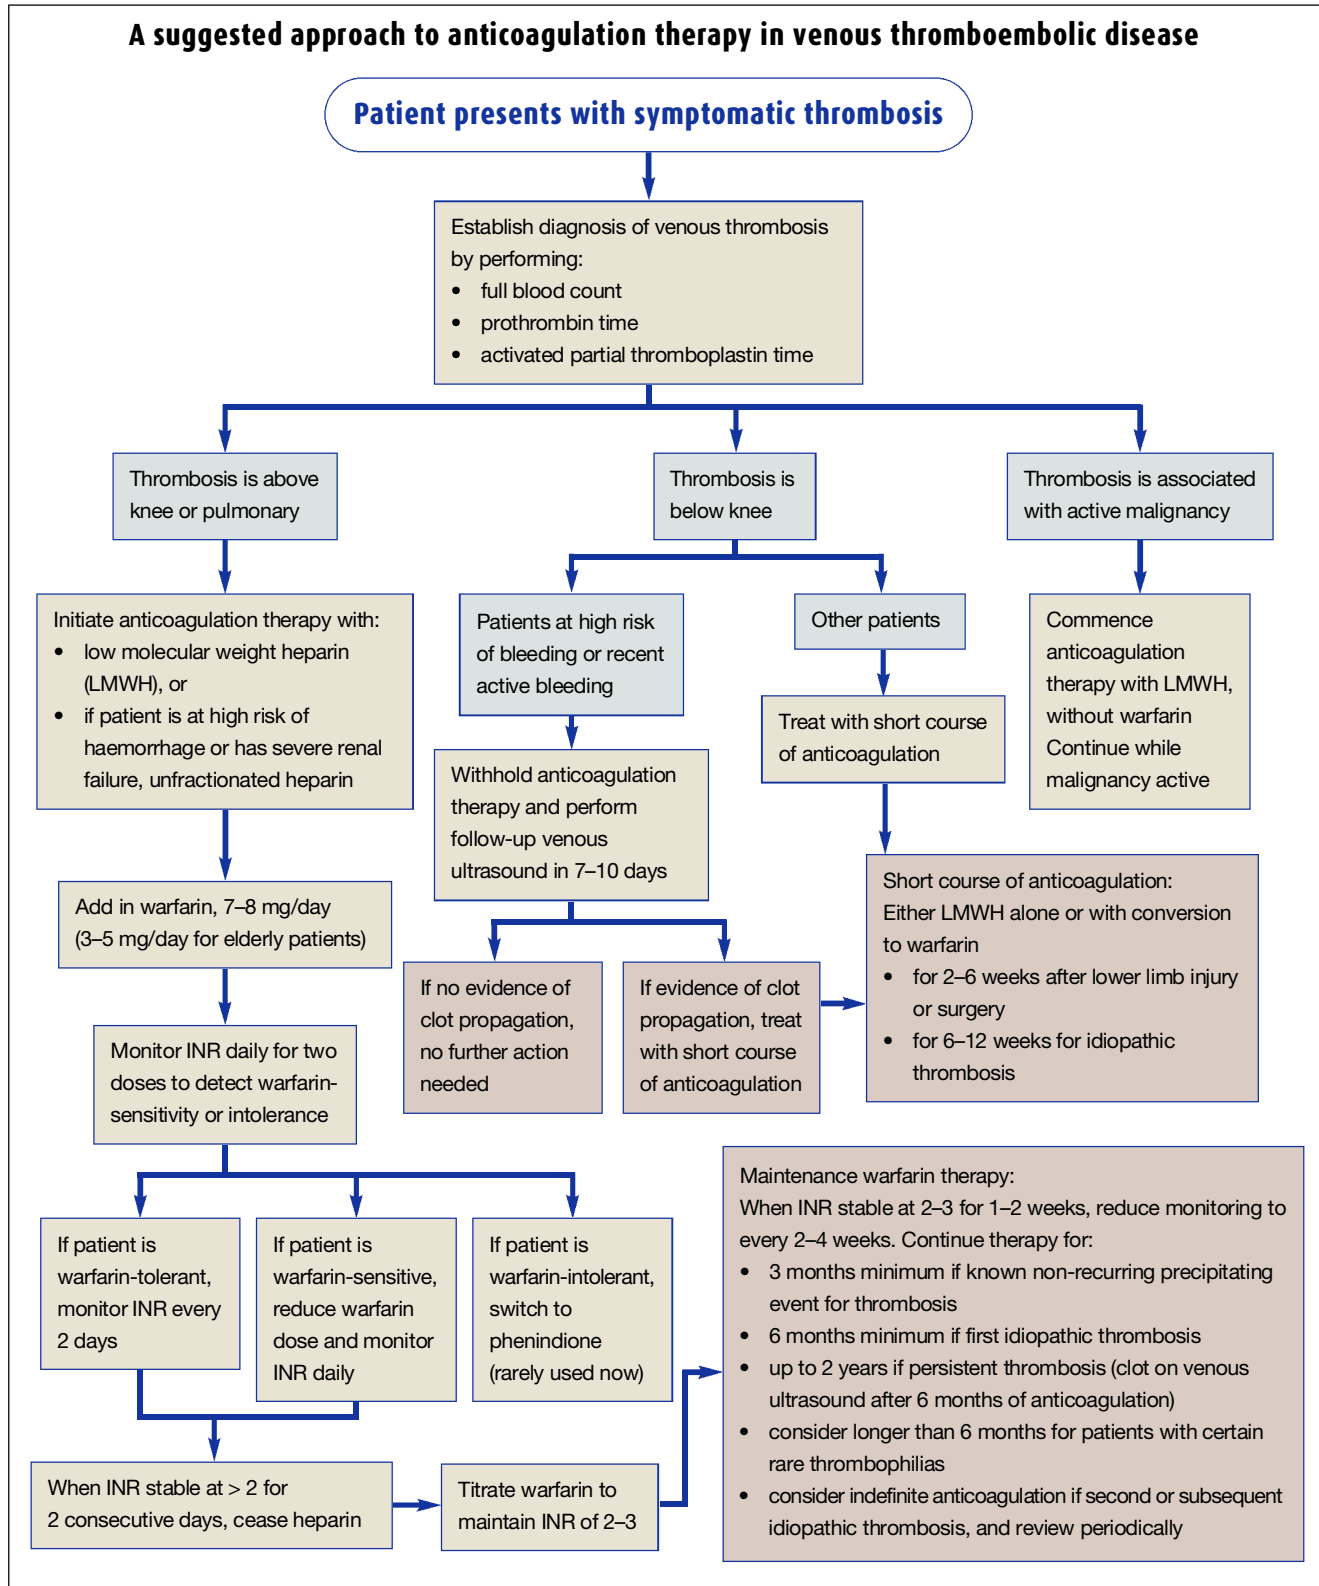 A suggested approach to anticoagulation therapy in venous thromboembolic disease
Patient presents with symptomatic thrombosis
Establish diagnosis of venous thrombosis
by performing:
• full blood count
• prothrombin time
• activated partial thromboplastin time
Thrombosis is above
knee or pulmonary
Thrombosis is
below knee
Thrombosis is associated
with active malignancy
Initiate anticoagulation therapy with:
• low molecular weight heparin
(LMWH), or
• if patient is at high risk of
haemorrhage or has severe renal
failure, unfractionated heparin
Patients at high risk
of bleeding or recent
active bleeding
Other patients
Commence
anticoagulation
therapy with LMWH,
without warfarin
Continue while
malignancy active
Treat with short course
of anticoagulation
Withhold anticoagulation
therapy and perform
follow-up venous
ultrasound in 7–10 days
Add in warfarin, 7–8 mg/day
(3–5 mg/day for elderly patients)
Short course of anticoagulation:
Either LMWH alone or with conversion
to warfarin
• for 2–6 weeks after lower limb injury
or surgery
• for 6–12 weeks for idiopathic
thrombosis
If no evidence of
clot propagation,
no further action
needed
If evidence of clot
propagation, treat
with short course
of anticoagulation
Monitor INR daily for two
doses to detect warfarin-
sensitivity or intolerance
If patient is
warfarin-tolerant,
monitor INR every
2 days
If patient is
warfarin-sensitive,
reduce warfarin
dose and monitor
INR daily
If patient is
warfarin-intolerant,
switch to
phenindione
(rarely used now)
Maintenance warfarin therapy:
When INR stable at 2–3 for 1–2 weeks, reduce monitoring to
every 2–4 weeks. Continue therapy for:
• 3 months minimum if known non-recurring precipitating
event for thrombosis
• 6 months minimum if first idiopathic thrombosis
• up to 2 years if persistent thrombosis (clot on venous
ultrasound after 6 months of anticoagulation)
• consider longer than 6 months for patients with certain
rare thrombophilias
• consider indefinite anticoagulation if second or subsequent
idiopathic thrombosis, and review periodically
When INR stable at > 2 for
2 consecutive days, cease heparin
Titrate warfarin to
maintain INR of 2–3